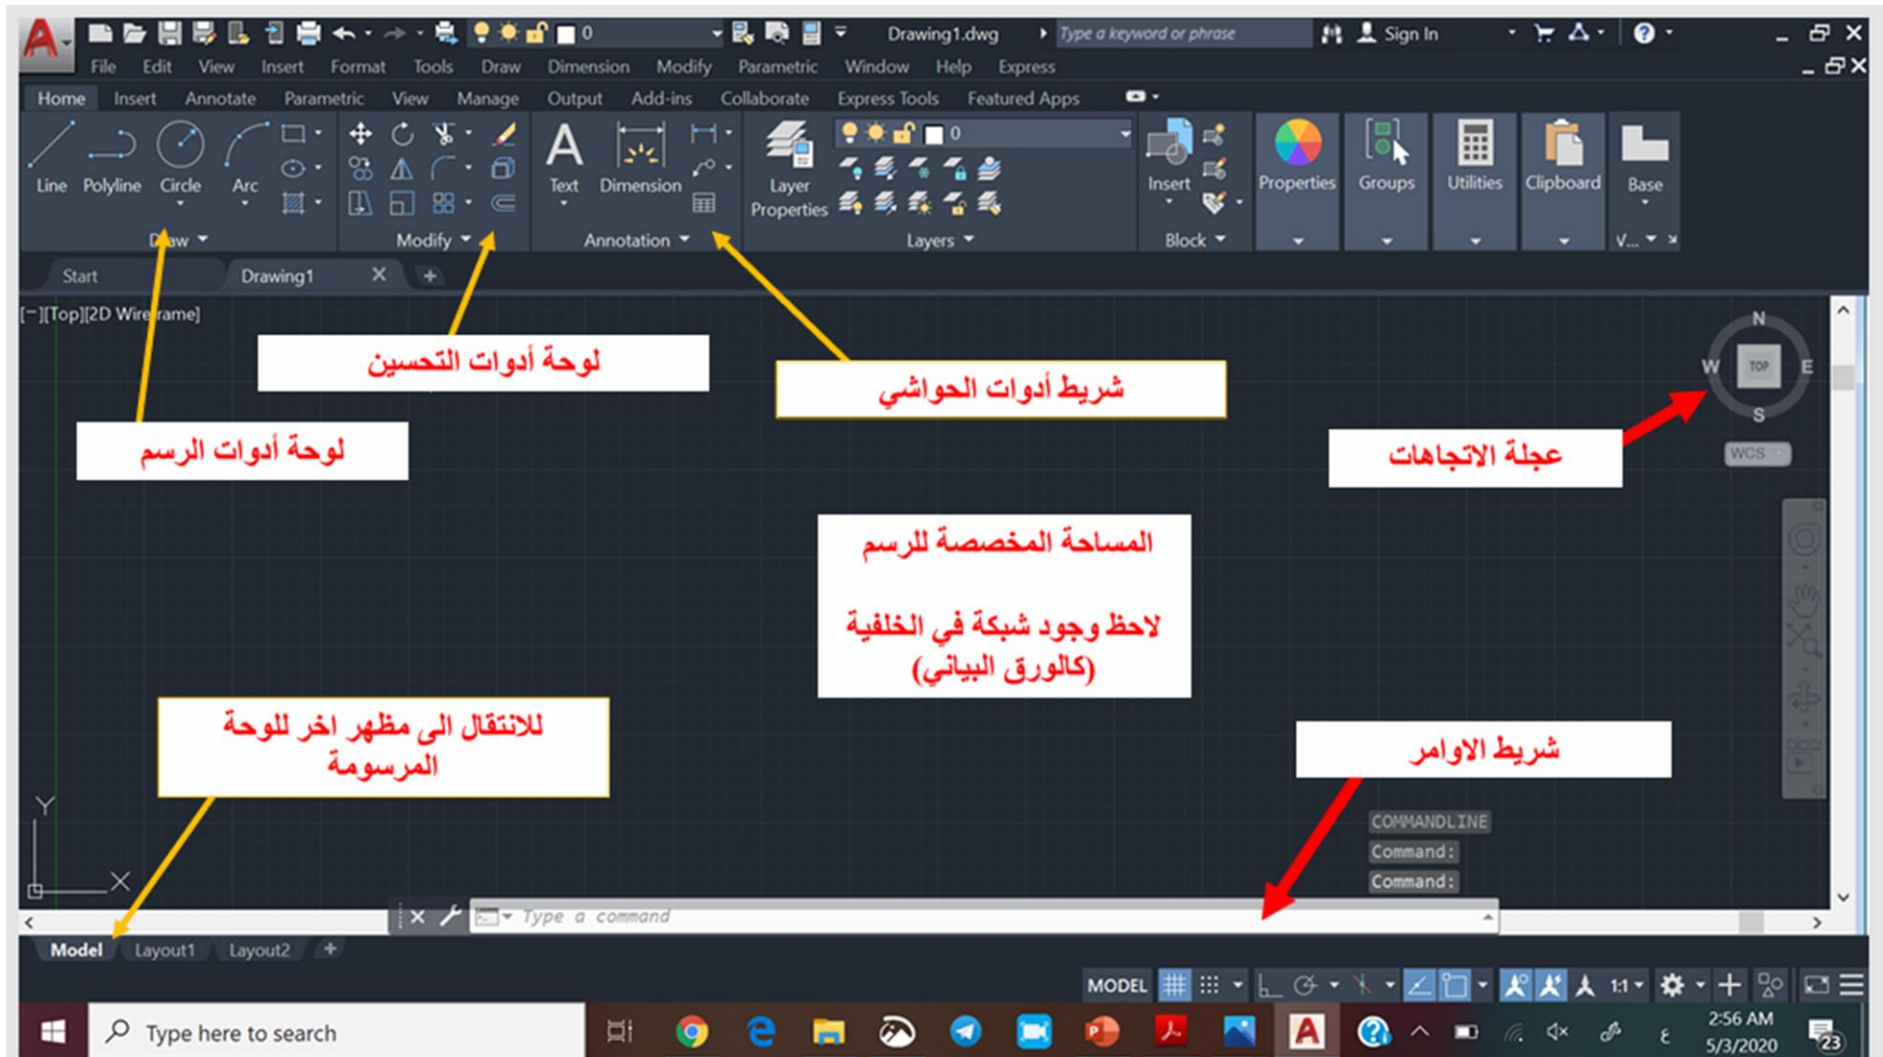 0 Drawing1.dwg Type a keyword or phrase Sign In
File Edit View Insert Format Tools Draw Dimension Modify Parametric Window Help Express
Home Insert Annotate Parametric View Manage Output Add-ins Collaborate Express Tools Featured Apps
0
Line Polyline Circle Arc Text Dimension Layer Properties Insert Properties Groups Utilities Clipboard Base
Draw Modify Annotation Layers Block V...
Start Drawing1
[−][Top][2D Wireframe]
N
W TOP E
S
WCS
لوحة أدوات التحسين
شريط أدوات الحواشي
لوحة أدوات الرسم
عجلة الاتجاهات
المساحة المخصصة للرسم
لاحظ وجود شبكة في الخلفية
(كالورق البياني)
للانتقال الى مظهر اخر للوحة
المرسومة
شريط الاوامر
Y
X
COMMANDLINE
Command:
Command:
Type a command
Model Layout1 Layout2
MODEL 1:1
Type here to search
ع
2:56 AM
5/3/2020
23